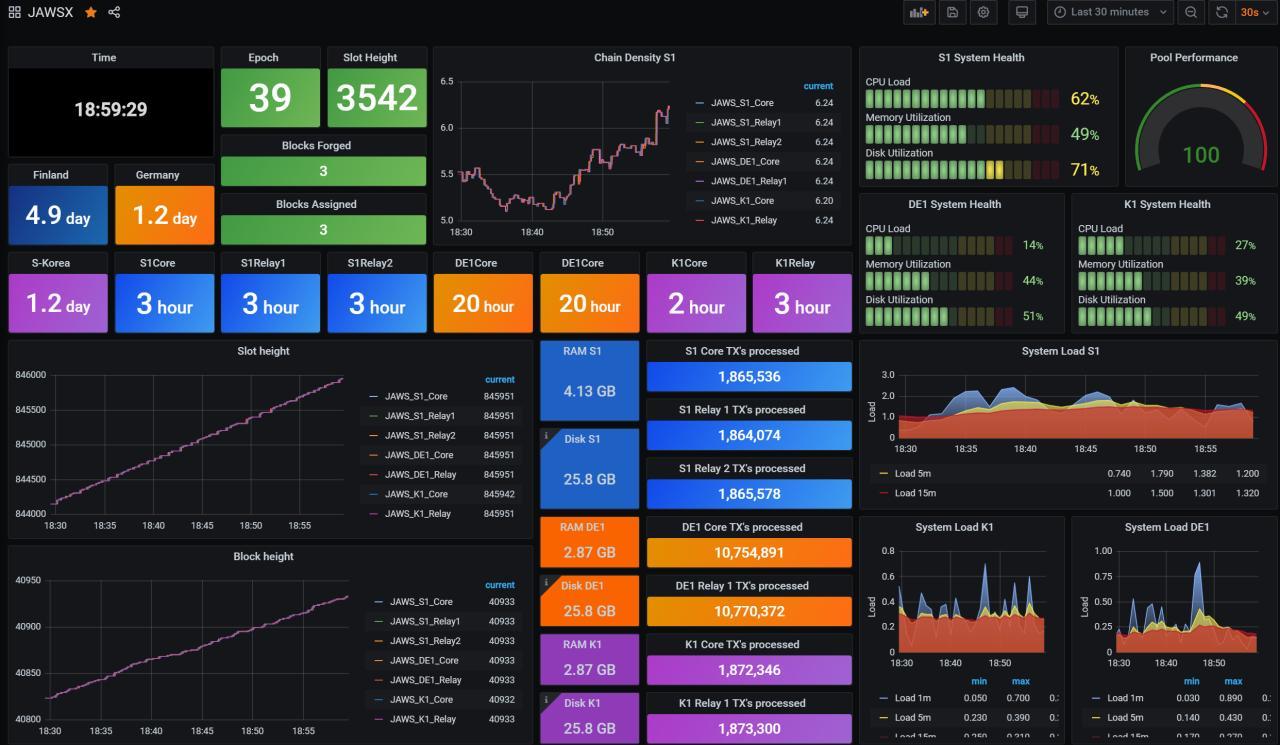 JAWSX
Last 30 minutes
30s
Time
18:59:29
Epoch
39
Slot Height
3542
Blocks Forged
3
Blocks Assigned
3
Finland
4.9 day
Germany
1.2 day
Chain Density S1
6.5
6.0
5.5
5.0
18:30 18:40 18:50
current
JAWS_S1_Core 6.24
JAWS_S1_Relay1 6.24
JAWS_S1_Relay2 6.24
JAWS_DE1_Core 6.24
JAWS_DE1_Relay1 6.24
JAWS_K1_Core 6.20
JAWS_K1_Relay 6.24
S1 System Health
CPU Load
62%
Memory Utilization
49%
Disk Utilization
71%
Pool Performance
100
DE1 System Health
CPU Load
14%
Memory Utilization
44%
Disk Utilization
51%
K1 System Health
CPU Load
27%
Memory Utilization
39%
Disk Utilization
49%
S-Korea
1.2 day
S1Core
3 hour
S1Relay1
3 hour
S1Relay2
3 hour
DE1Core
20 hour
DE1Core
20 hour
K1Core
2 hour
K1Relay
3 hour
Slot height
846000
845500
845000
844500
844000
18:30 18:35 18:40 18:45 18:50 18:55
current
JAWS_S1_Core 845951
JAWS_S1_Relay1 845951
JAWS_S1_Relay2 845951
JAWS_DE1_Core 845951
JAWS_DE1_Relay 845951
JAWS_K1_Core 845942
JAWS_K1_Relay 845951
Block height
40950
40900
40850
40800
18:30 18:35 18:40 18:45 18:50 18:55
current
JAWS_S1_Core 40933
JAWS_S1_Relay1 40933
JAWS_S1_Relay2 40933
JAWS_DE1_Core 40933
JAWS_DE1_Relay 40933
JAWS_K1_Core 40932
JAWS_K1_Relay 40933
RAM S1
4.13 GB
Disk S1
25.8 GB
RAM DE1
2.87 GB
Disk DE1
25.8 GB
RAM K1
2.87 GB
Disk K1
25.8 GB
S1 Core TX's processed
1,865,536
S1 Relay 1 TX's processed
1,864,074
S1 Relay 2 TX's processed
1,865,578
DE1 Core TX's processed
10,754,891
DE1 Relay 1 TX's processed
10,770,372
K1 Core TX's processed
1,872,346
K1 Relay 1 TX's processed
1,873,300
System Load S1
Load
3.0
2.0
1.0
0
18:30 18:35 18:40 18:45 18:50 18:55
Load 5m 0.740 1.790 1.382 1.200
Load 15m 1.000 1.500 1.301 1.320
System Load K1
Load
0.8
0.6
0.4
0.2
0
18:30 18:40 18:50
min max
Load 1m 0.050 0.700 0.
Load 5m 0.230 0.390 0.
Load 15m 0.250 0.310 0.
System Load DE1
Load
1.00
0.75
0.50
0.25
0
18:30 18:40 18:50
min max
Load 1m 0.030 0.890 0.
Load 5m 0.140 0.430 0.
Load 15m 0.170 0.270 0.